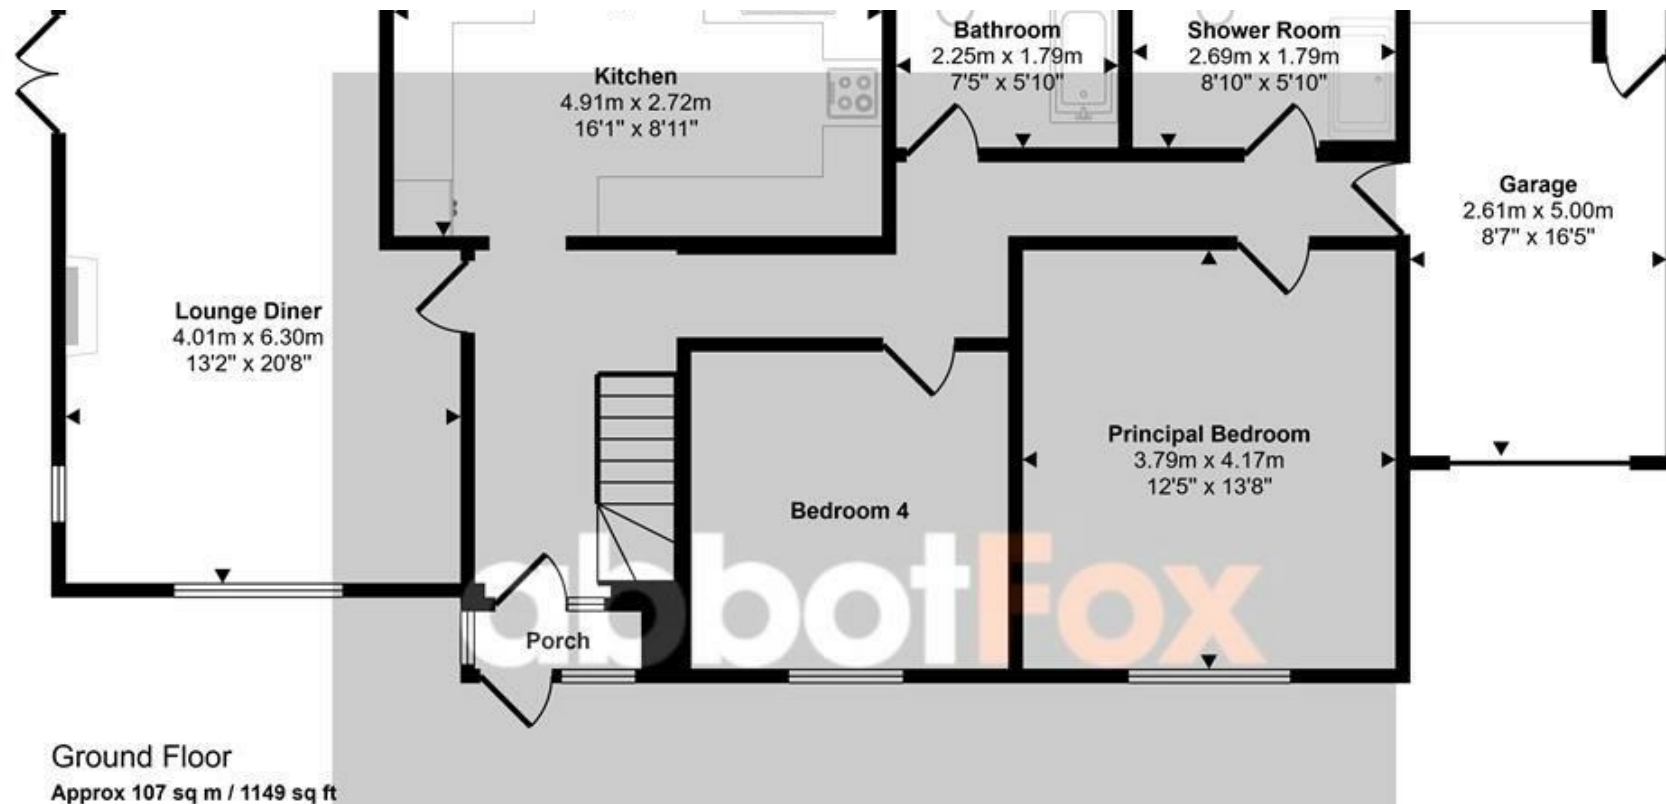 Bathroom
2.25m x 1.79m
7'5" x 5'10"
Shower Room
2.69m x 1.79m
8'10" x 5'10"
Kitchen
4.91m x 2.72m
16'1" x 8'11"
Garage
2.61m x 5.00m
8'7" x 16'5"
Lounge Diner
4.01m x 6.30m
13'2" x 20'8"
Principal Bedroom
3.79m x 4.17m
12'5" x 13'8"
Bedroom 4
abbotFox
Porch
Ground Floor
Approx 107 sq m / 1149 sq ft